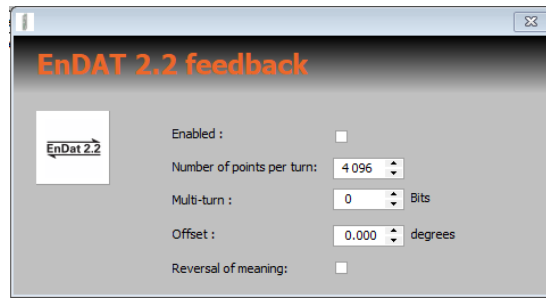 EnDAT 2.2 feedback
EnDat 2.2
Enabled :
Number of points per turn: 4 096
Multi-turn : 0 Bits
Offset : 0.000 degrees
Reversal of meaning: